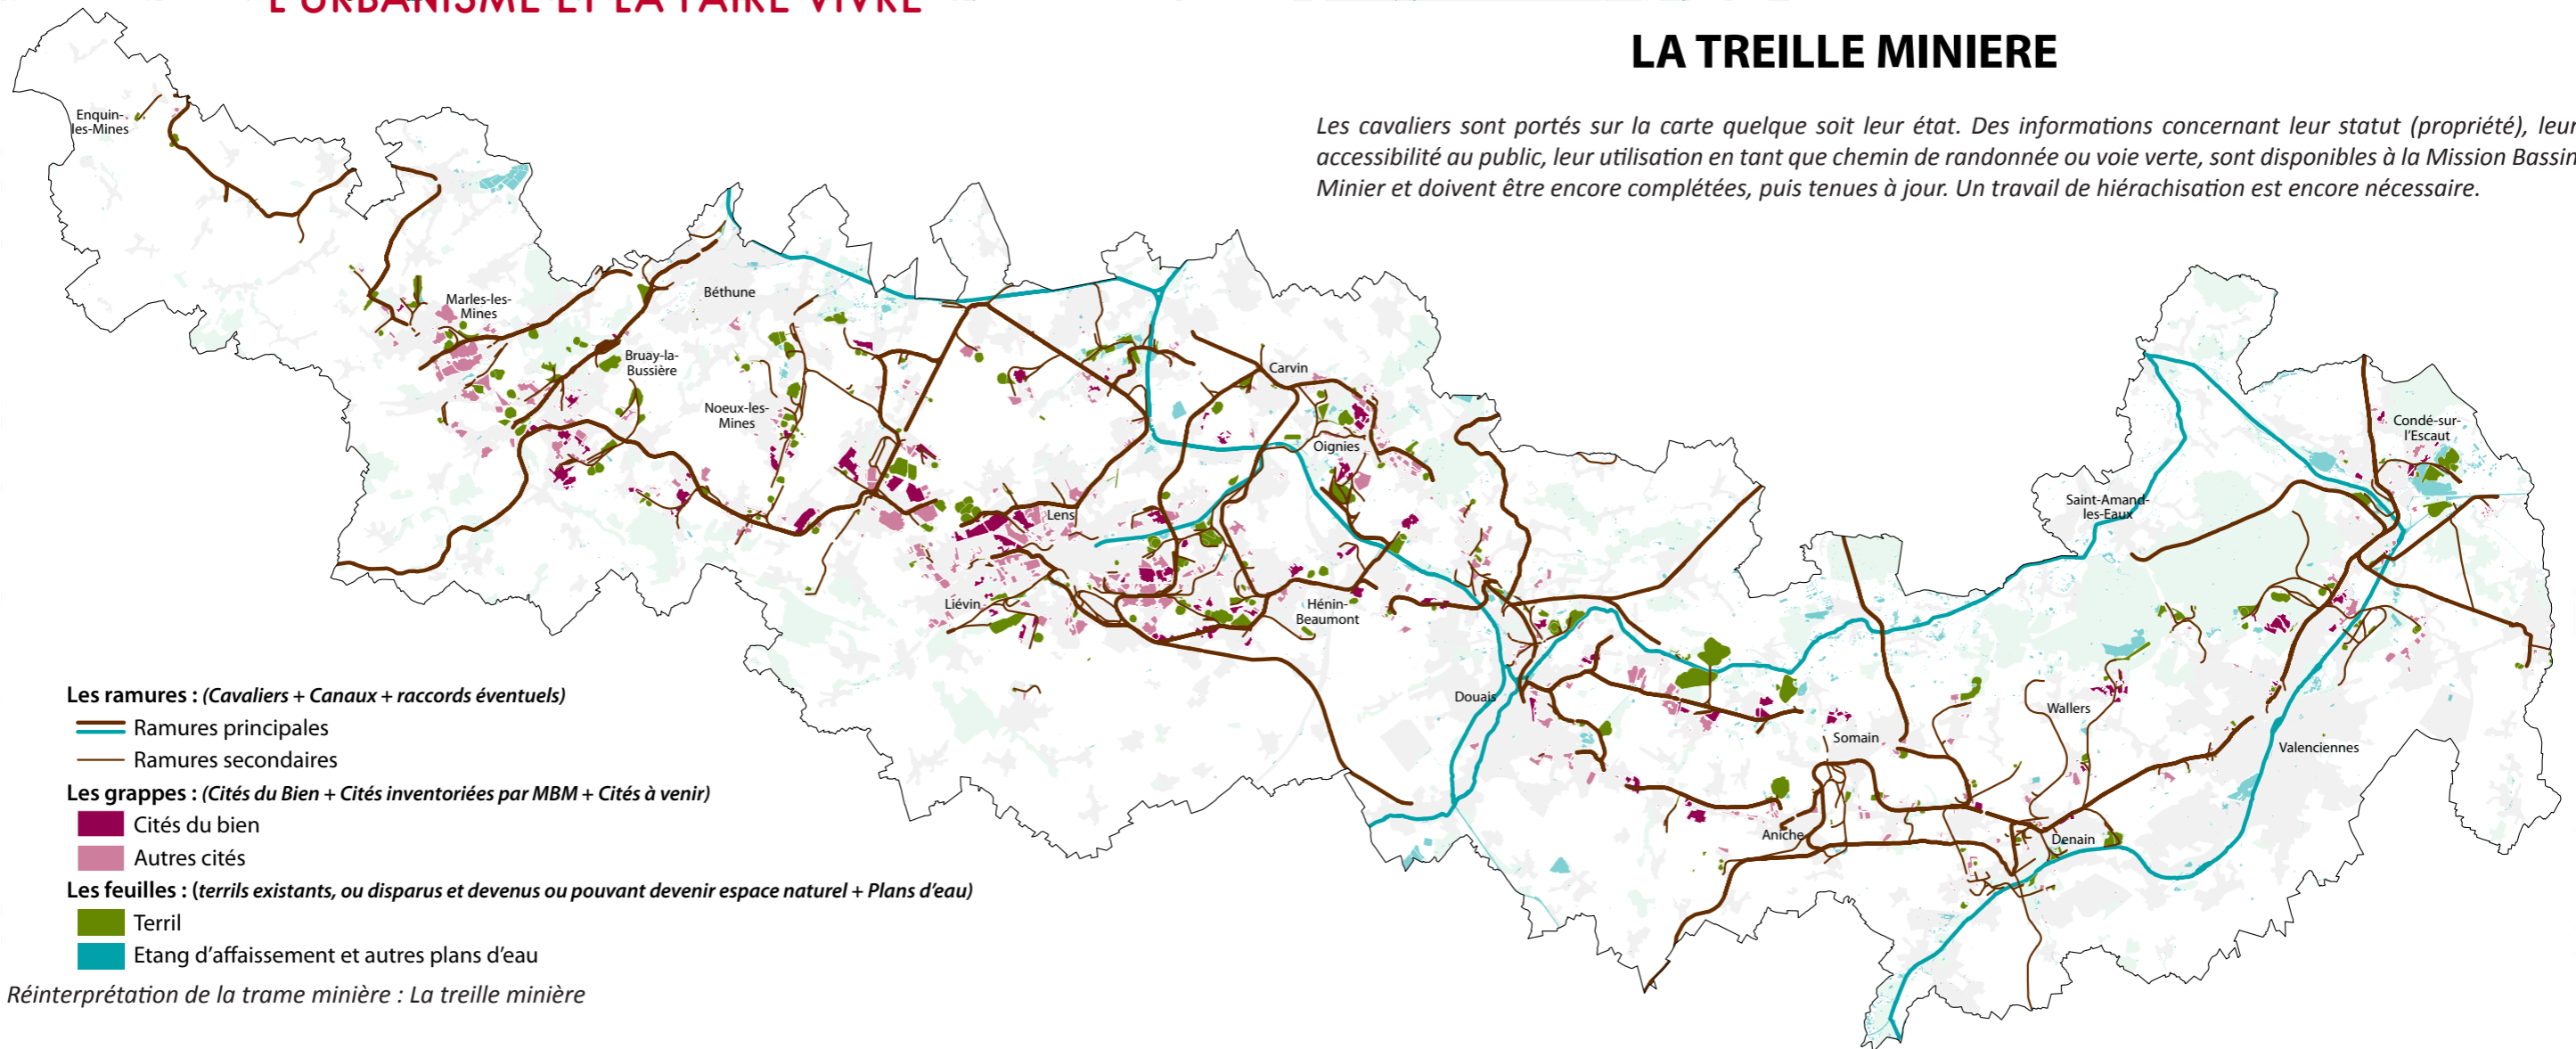 L'URBANISME ET LA FAIRE VIVRE
LA TREILLE MINIERE
Les cavaliers sont portés sur la carte quelque soit leur état. Des informations concernant leur statut (propriété), leur
accessibilité au public, leur utilisation en tant que chemin de randonnée ou voie verte, sont disponibles à la Mission Bassin
Minier et doivent être encore complétées, puis tenues à jour. Un travail de hiérachisation est encore nécessaire.
Enquin-
les-Mines
Marles-les-
Mines
Béthune
Bruay-la-
Bussière
Noeux-les-
Mines
Carvin
Oignies
Lens
Liévin
Hénin-
Beaumont
Douais
Condé-sur-
l'Escaut
Saint-Amand-
les-Eaux
Wallers
Somain
Valenciennes
Aniche
Denain
Les ramures : (Cavaliers + Canaux + raccords éventuels)
Ramures principales
Ramures secondaires
Les grappes : (Cités du Bien + Cités inventoriées par MBM + Cités à venir)
Cités du bien
Autres cités
Les feuilles : (terrils existants, ou disparus et devenus ou pouvant devenir espace naturel + Plans d'eau)
Terril
Etang d'affaissement et autres plans d'eau
Réinterprétation de la trame minière : La treille minière